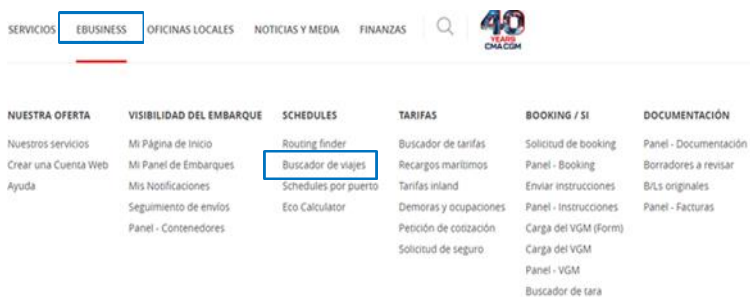 SERVICIOS EBUSINESS OFICINAS LOCALES NOTICIAS Y MEDIA FINANZAS 40
YEARS
CMA CGM
NUESTRA OFERTA VISIBILIDAD DEL EMBARQUE SCHEDULES TARIFAS BOOKING / SI DOCUMENTACIÓN
Nuestros servicios Mi Página de Inicio Routing finder Buscador de tarifas Solicitud de booking Panel - Documentación
Crear una Cuenta Web Mi Panel de Embarques Buscador de viajes Recargos marítimos Panel - Booking Borradores a revisar
Ayuda Mis Notificaciones Schedules por puerto Tarifas inland Enviar instrucciones B/Ls originales
Seguimiento de envíos Eco Calculator Demoras y ocupaciones Panel - Instrucciones Panel - Facturas
Panel - Contenedores Petición de cotización Carga del VGM (Form)
Solicitud de seguro Carga del VGM
Panel - VGM
Buscador de tara